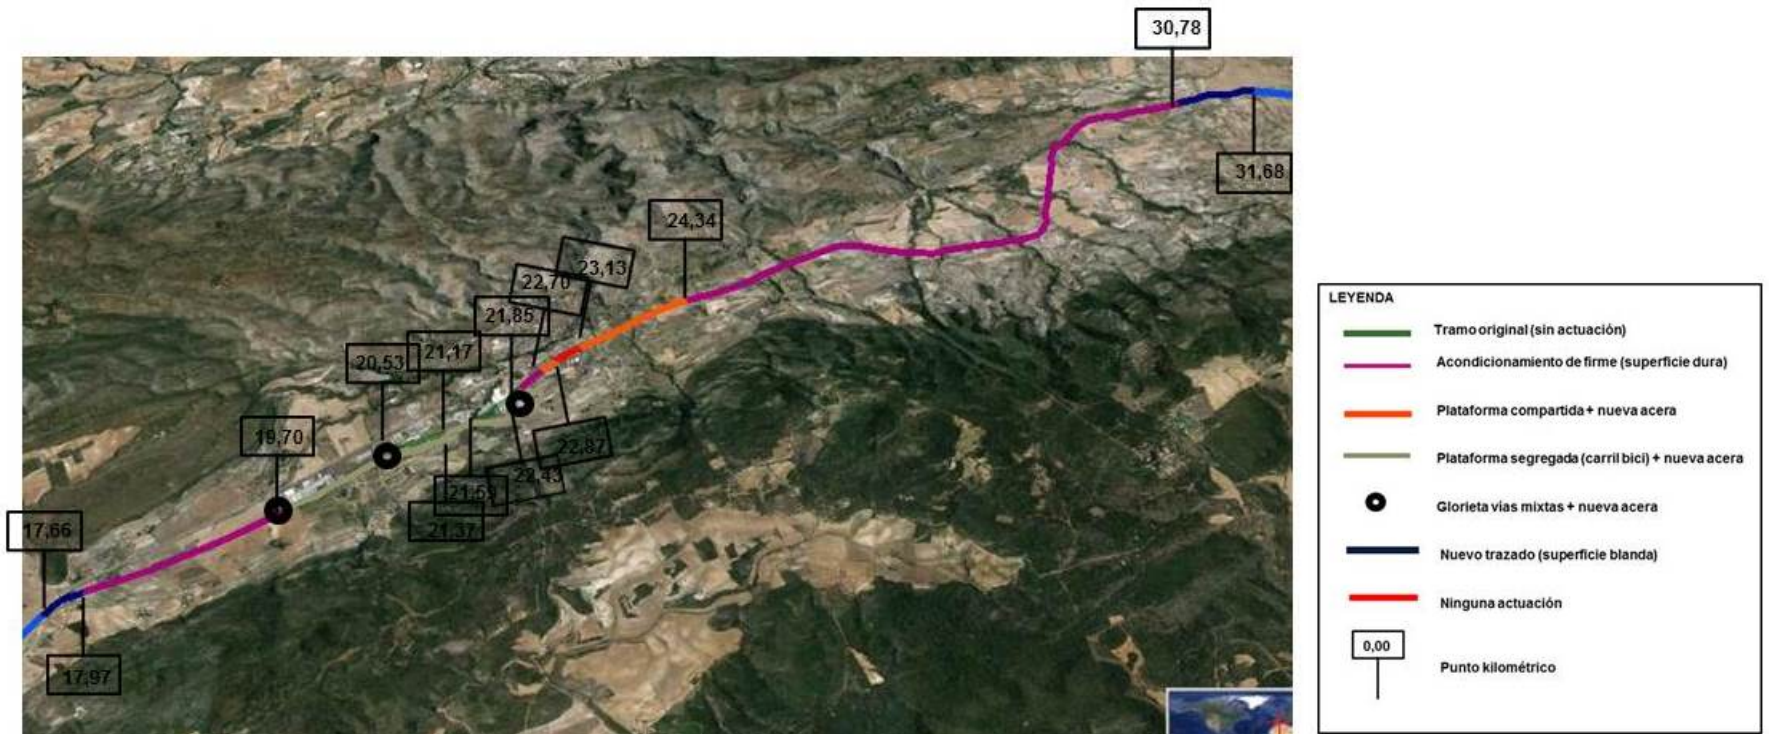 30,78
31,68
24,34
23,13
22,70
21,85
21,17
20,53
19,70
22,87
22,43
21,55
21,37
17,66
17,97
LEYENDA
Tramo original (sin actuación)
Acondicionamiento de firme (superficie dura)
Plataforma compartida + nueva acera
Plataforma segregada (carril bici) + nueva acera
Glorieta vías mixtas + nueva acera
Nuevo trazado (superficie blanda)
Ninguna actuación
0,00
Punto kilométrico